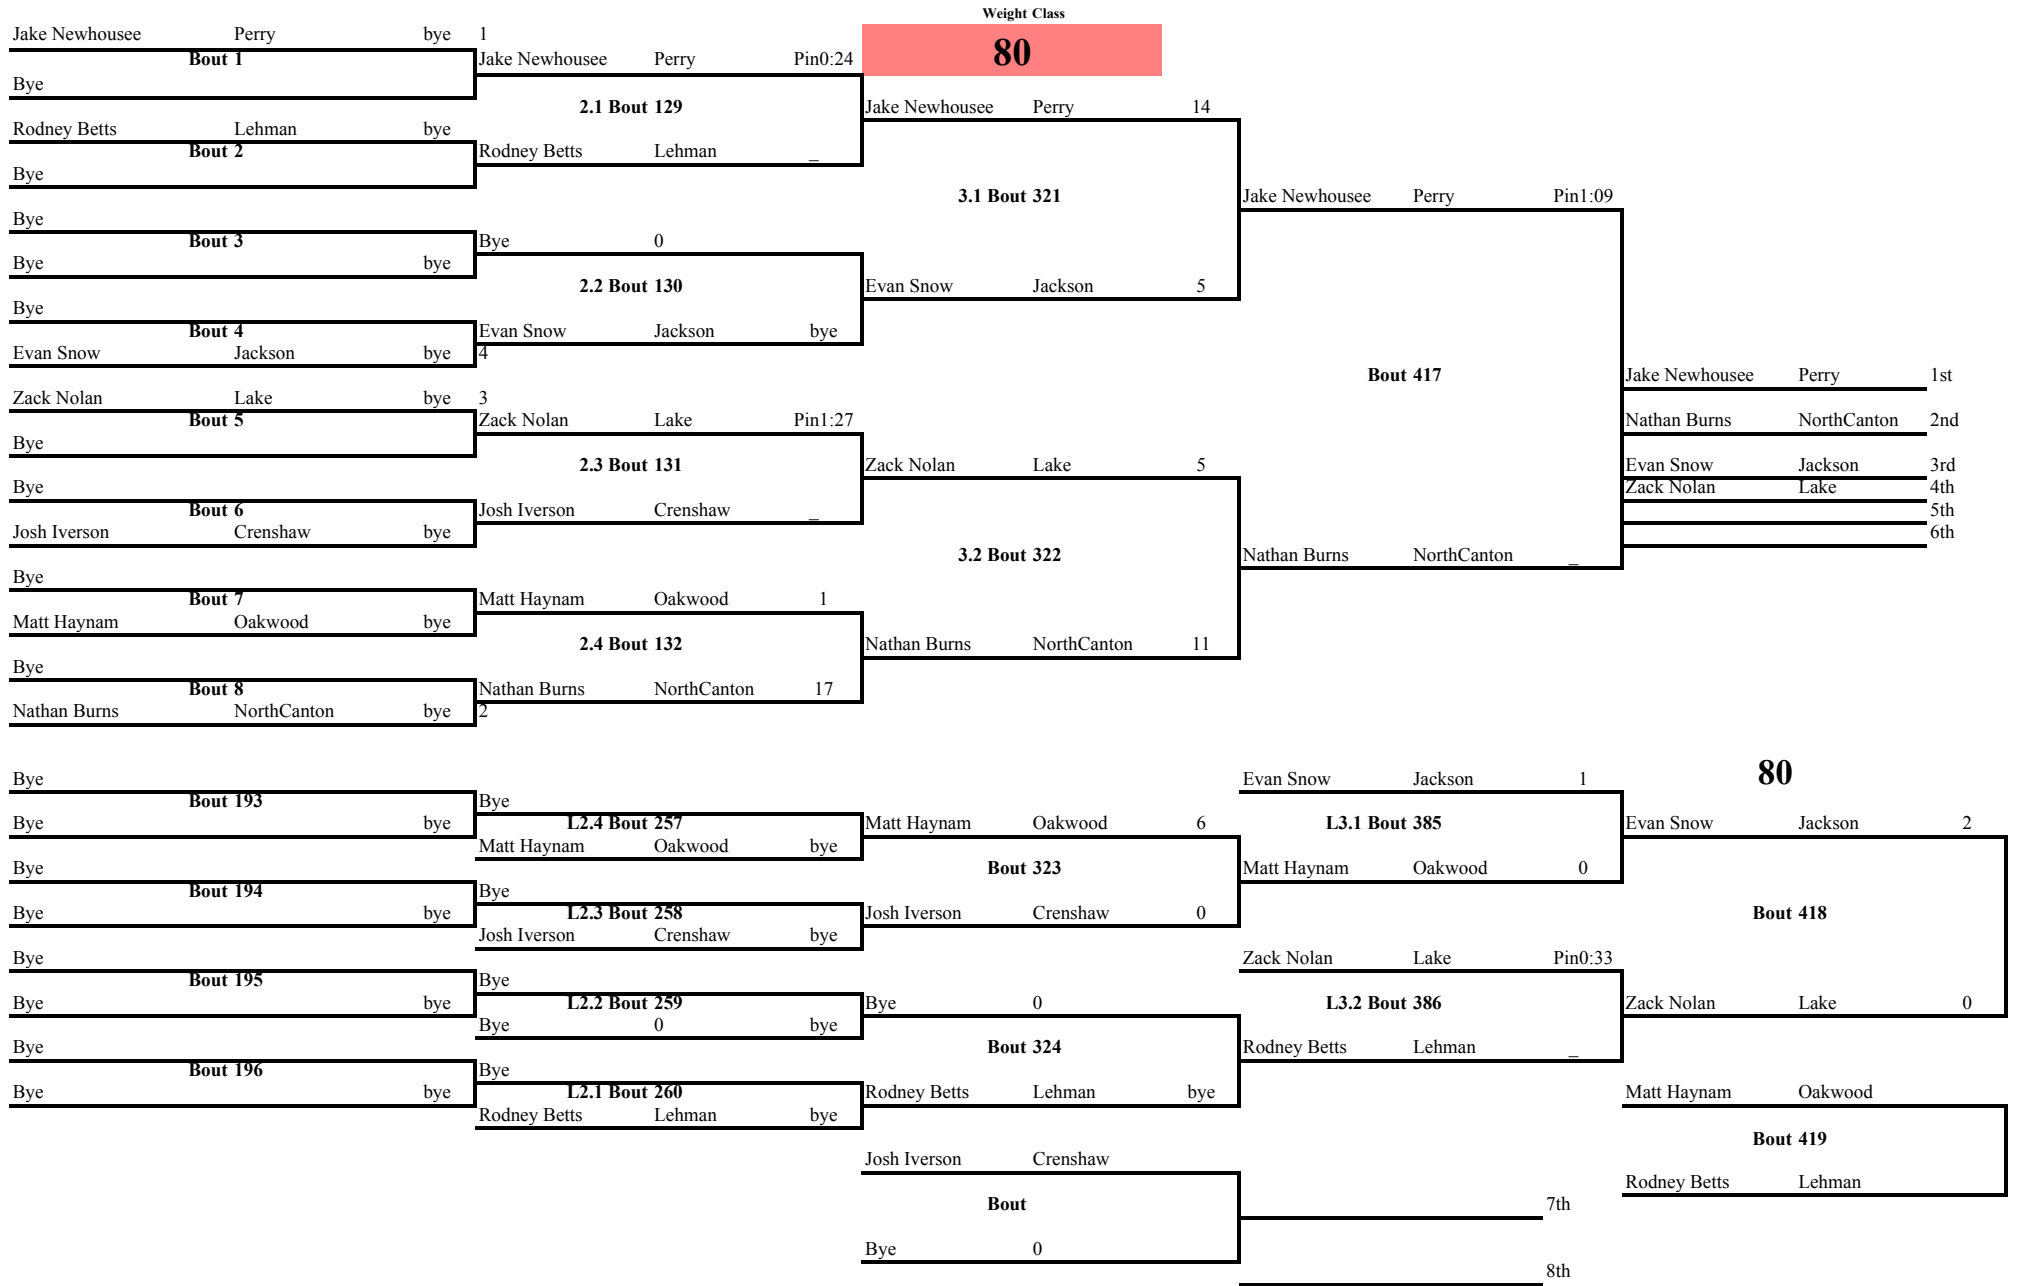 Weight Class
Jake Newhousee Perry bye 1
80
Bout 1 Jake Newhousee Perry Pin0:24
Bye
2.1 Bout 129 Jake Newhousee Perry 14
Rodney Betts Lehman bye
Bout 2 Rodney Betts Lehman _
Bye
3.1 Bout 321 Jake Newhousee Perry Pin1:09
Bye
Bout 3 Bye 0
Bye bye
2.2 Bout 130 Evan Snow Jackson 5
Bye
Bout 4 Evan Snow Jackson bye
Evan Snow Jackson bye 4
Bout 417 Jake Newhousee Perry 1st
Zack Nolan Lake bye 3
Bout 5 Zack Nolan Lake Pin1:27 Nathan Burns NorthCanton 2nd
Bye
2.3 Bout 131 Zack Nolan Lake 5 Evan Snow Jackson 3rd
Bye Zack Nolan Lake 4th
Bout 6 Josh Iverson Crenshaw _ 5th
Josh Iverson Crenshaw bye 6th
3.2 Bout 322 Nathan Burns NorthCanton _
Bye
Bout 7 Matt Haynam Oakwood 1
Matt Haynam Oakwood bye
2.4 Bout 132 Nathan Burns NorthCanton 11
Bye
Bout 8 Nathan Burns NorthCanton 17
Nathan Burns NorthCanton bye 2
Bye Evan Snow Jackson 1 80
Bout 193 Bye
Bye bye L2.4 Bout 257 Matt Haynam Oakwood 6 L3.1 Bout 385 Evan Snow Jackson 2
Matt Haynam Oakwood bye
Bye Bout 323 Matt Haynam Oakwood 0
Bout 194 Bye
Bye bye L2.3 Bout 258 Josh Iverson Crenshaw 0 Bout 418
Josh Iverson Crenshaw bye
Bye Zack Nolan Lake Pin0:33
Bout 195 Bye
Bye bye L2.2 Bout 259 Bye 0 L3.2 Bout 386 Zack Nolan Lake 0
Bye 0 bye
Bye Bout 324 Rodney Betts Lehman _
Bout 196 Bye
Bye bye L2.1 Bout 260 Rodney Betts Lehman bye Matt Haynam Oakwood
Rodney Betts Lehman bye
Bout 419
Josh Iverson Crenshaw
Rodney Betts Lehman
Bout 7th
Bye 0
8th